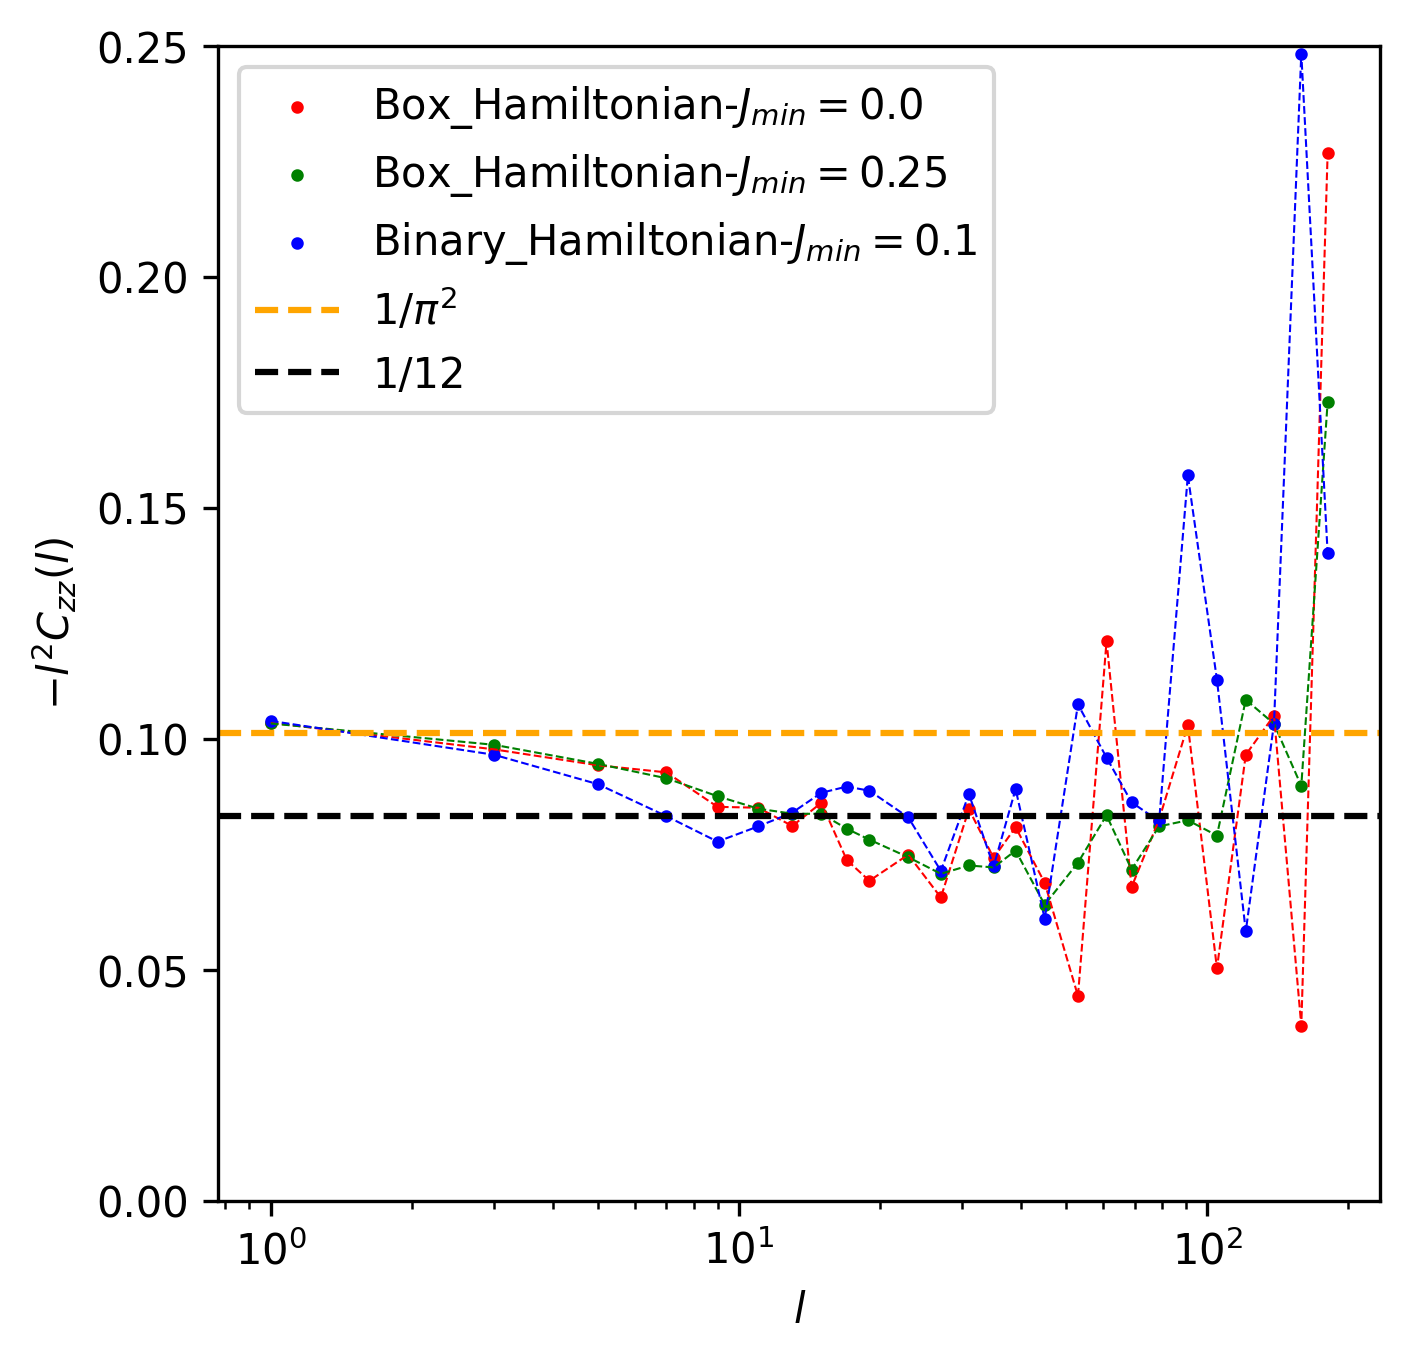 0.25
0.20
0.15
0.10
0.05
0.00
−l²C_zz(l)
Box_Hamiltonian-J_min = 0.0
Box_Hamiltonian-J_min = 0.25
Binary_Hamiltonian-J_min = 0.1
1/π²
1/12
10⁰ 10¹ 10²
l